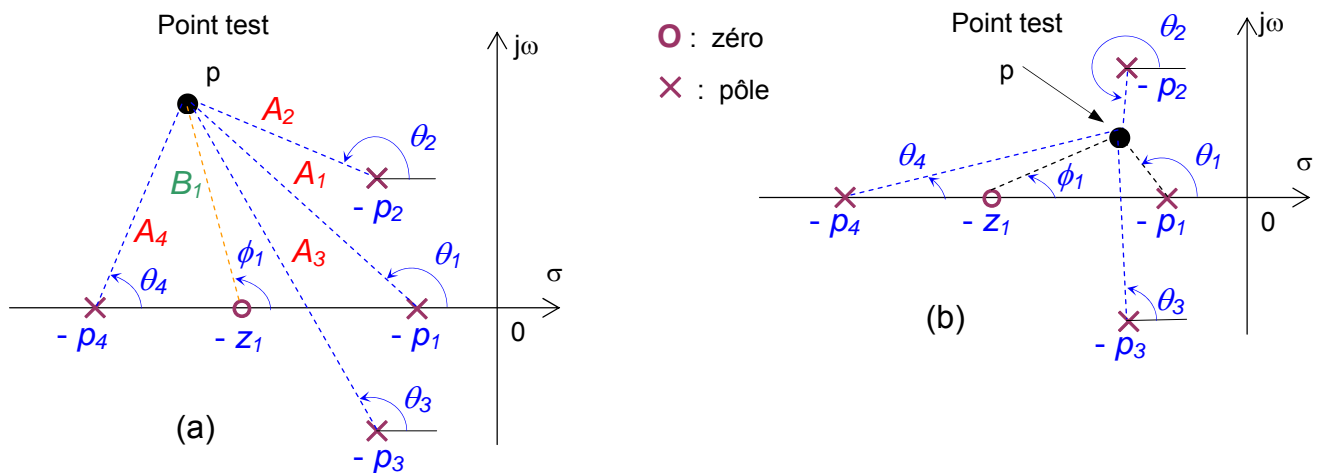 Point test
jω
p
A₂
θ₂
A₁
B₁
- p₂
A₄
A₃
θ₁
θ₄
ϕ₁
σ
- p₄
- z₁
- p₁
0
θ₃
(a)
- p₃
O : zéro
× : pôle
Point test
jω
θ₂
p
- p₂
θ₄
θ₁
σ
ϕ₁
- p₄
- z₁
- p₁
0
θ₃
(b)
- p₃